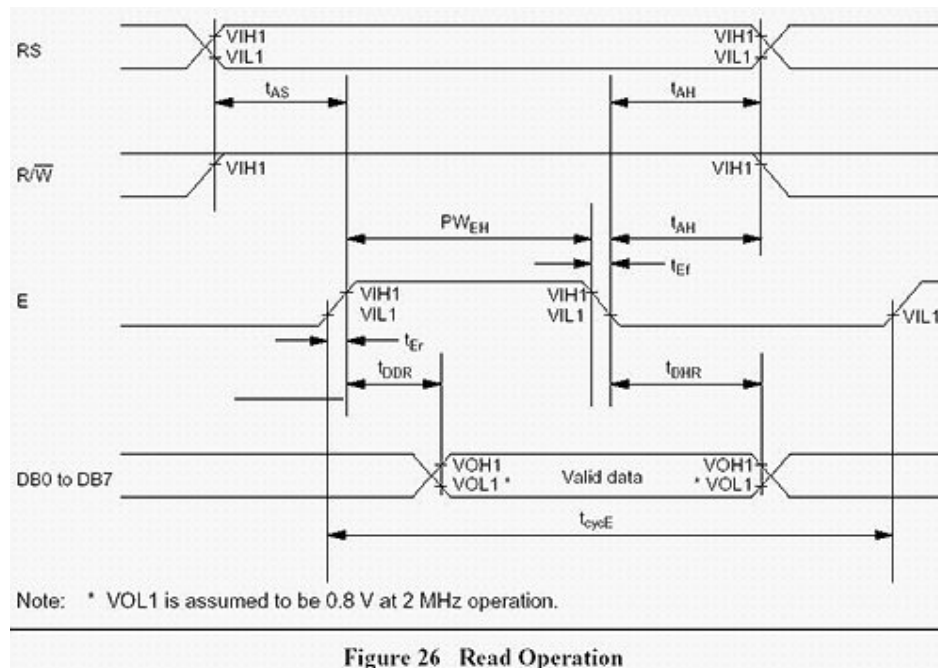 RS
VIH1
VIL1
VIH1
VIL1
tAS
tAH
R/W̅
VIH1
VIH1
PWEH
tAH
tEf
E
VIH1
VIL1
VIH1
VIL1
VIL1
tEr
tDDR
tDHR
DB0 to DB7
VOH1
VOL1 *
Valid data
VOH1
* VOL1
tcycE
Note: * VOL1 is assumed to be 0.8 V at 2 MHz operation.
Figure 26 Read Operation